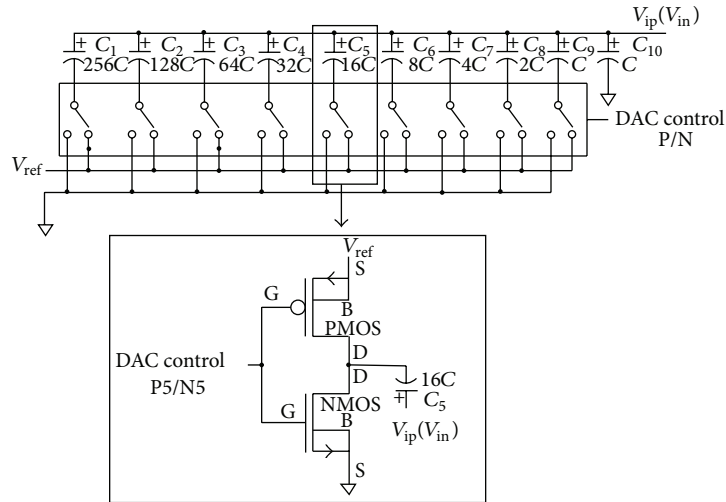 V_ip(V_in)
+ C_1 + C_2 + C_3 + C_4 + C_5 + C_6 + C_7 + C_8 + C_9 C_10
256C 128C 64C 32C 16C 8C 4C 2C C + C
DAC control
P/N
V_ref
V_ref
S
G
B
PMOS
D
DAC control
P5/N5
D
16C
NMOS
+ C_5
G
B
V_ip(V_in)
S